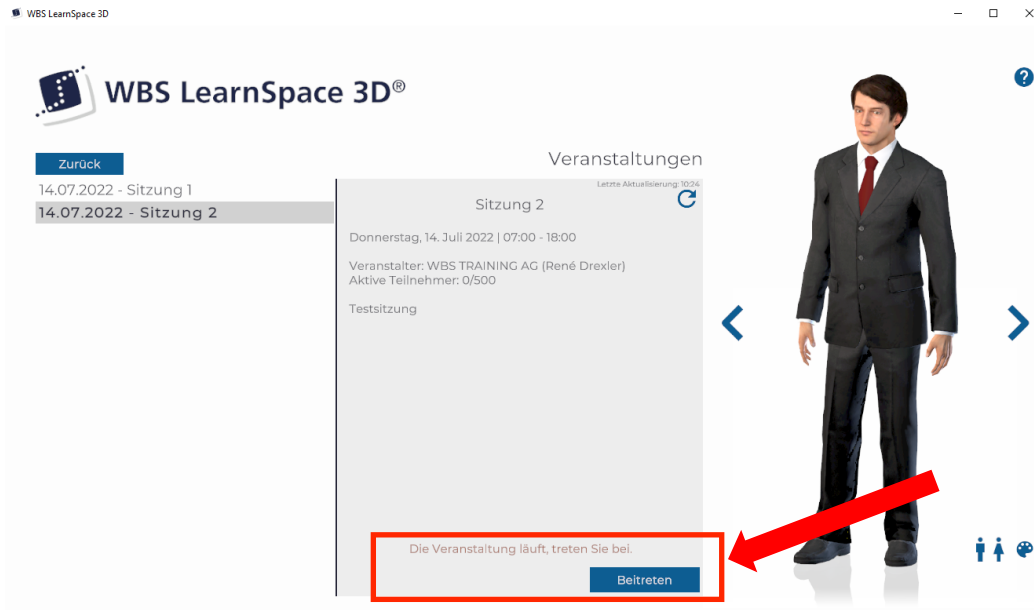 WBS LearnSpace 3D
WBS LearnSpace 3D®
Zurück
14.07.2022 - Sitzung 1
14.07.2022 - Sitzung 2
Veranstaltungen
Letzte Aktualisierung: 10:24
Sitzung 2
Donnerstag, 14. Juli 2022 | 07:00 - 18:00
Veranstalter: WBS TRAINING AG (René Drexler)
Aktive Teilnehmer: 0/500
Testsitzung
Die Veranstaltung läuft, treten Sie bei.
Beitreten
?